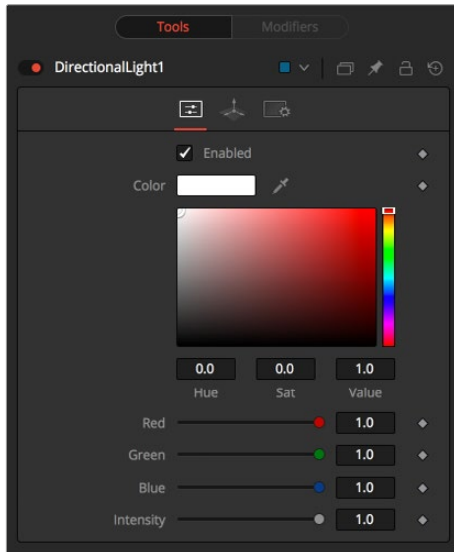 Tools Modifiers
DirectionalLight1
Enabled
Color
0.0 0.0 1.0
Hue Sat Value
Red 1.0
Green 1.0
Blue 1.0
Intensity 1.0